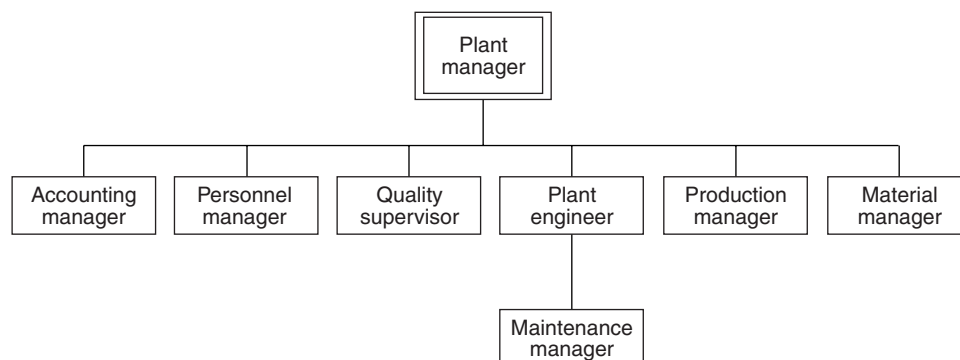 Plant
manager
Accounting
manager
Personnel
manager
Quality
supervisor
Plant
engineer
Production
manager
Material
manager
Maintenance
manager